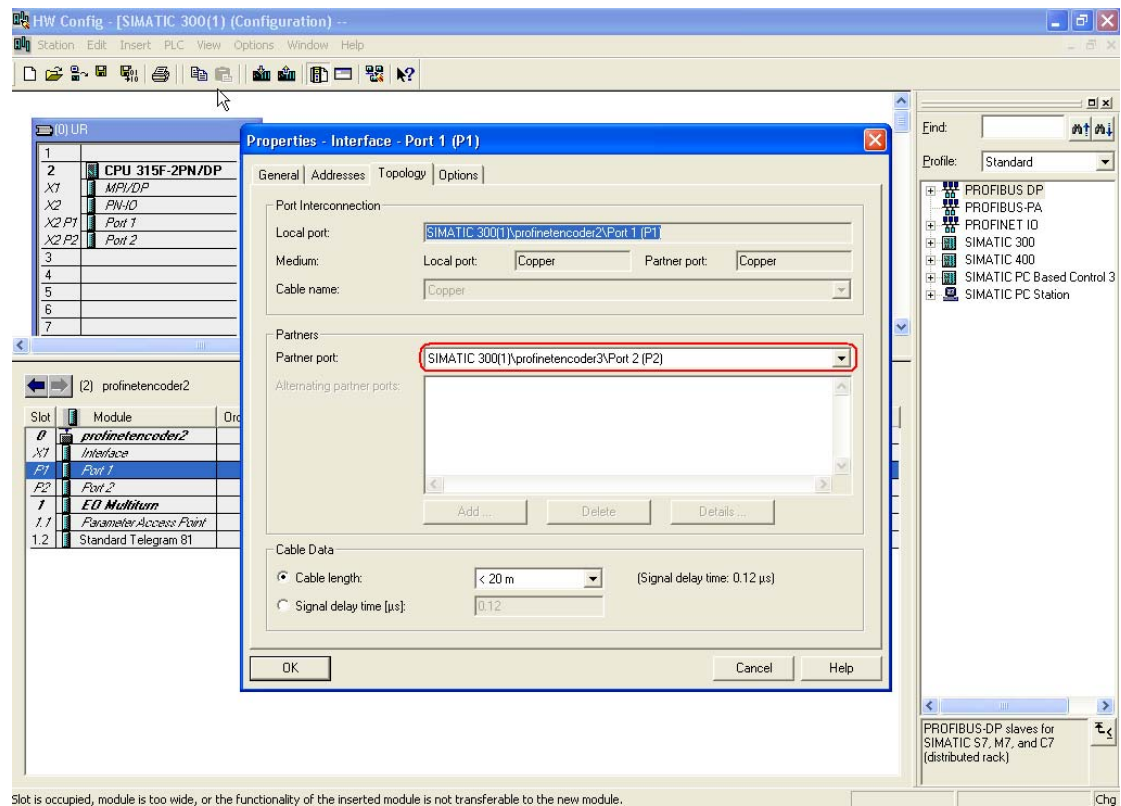 HW Config - [SIMATIC 300(1) (Configuration) --
Station Edit Insert PLC View Options Window Help
(0) UR
1
2 CPU 315F-2PN/DP
X1 MPI/DP
X2 PN-IO
X2 P1 Port 1
X2 P2 Port 2
3
4
5
6
7
Properties - Interface - Port 1 (P1)
General Addresses Topology Options
Port Interconnection
Local port: SIMATIC 300(1)\profinetencoder2\Port 1 (P1)
Medium: Local port: Copper Partner port: Copper
Cable name: Copper
Partners
Partner port: SIMATIC 300(1)\profinetencoder3\Port 2 (P2)
Alternating partner ports:
Add ... Delete Details ...
Cable Data
Cable length: < 20 m (Signal delay time: 0.12 µs)
Signal delay time [µs]: 0.12
OK Cancel Help
(2) profinetencoder2
Slot Module Ord
0 profinetencoder2
X1 Interface
P1 Port 1
P2 Port 2
1 EO Multiturn
1.1 Parameter Access Point
1.2 Standard Telegram 81
Find:
Profile: Standard
PROFIBUS DP
PROFIBUS-PA
PROFINET IO
SIMATIC 300
SIMATIC 400
SIMATIC PC Based Control 3
SIMATIC PC Station
PROFIBUS-DP slaves for
SIMATIC S7, M7, and C7
(distributed rack)
Slot is occupied, module is too wide, or the functionality of the inserted module is not transferable to the new module.
Chg